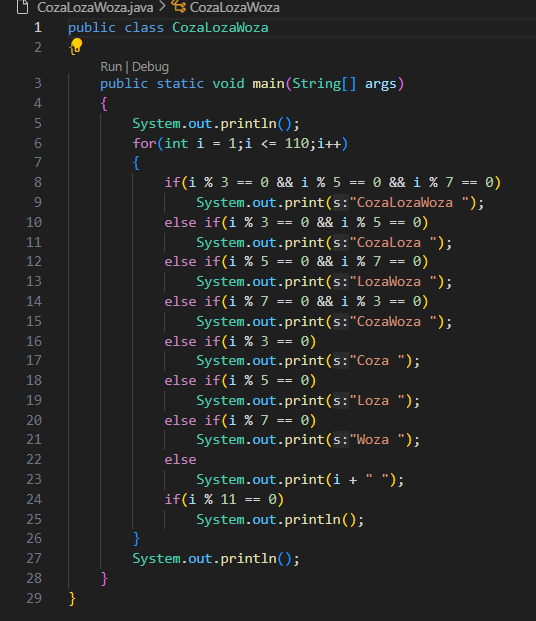 CozaLozaWoza.java > CozaLozaWoza
1 public class CozaLozaWoza
2 {
Run | Debug
3     public static void main(String[] args)
4     {
5         System.out.println();
6         for(int i = 1;i <= 110;i++)
7         {
8             if(i % 3 == 0 && i % 5 == 0 && i % 7 == 0)
9                 System.out.print(s:"CozaLozaWoza ");
10             else if(i % 3 == 0 && i % 5 == 0)
11                 System.out.print(s:"CozaLoza ");
12             else if(i % 5 == 0 && i % 7 == 0)
13                 System.out.print(s:"LozaWoza ");
14             else if(i % 7 == 0 && i % 3 == 0)
15                 System.out.print(s:"CozaWoza ");
16             else if(i % 3 == 0)
17                 System.out.print(s:"Coza ");
18             else if(i % 5 == 0)
19                 System.out.print(s:"Loza ");
20             else if(i % 7 == 0)
21                 System.out.print(s:"Woza ");
22             else
23                 System.out.print(i + " ");
24             if(i % 11 == 0)
25                 System.out.println();
26         }
27         System.out.println();
28     }
29 }